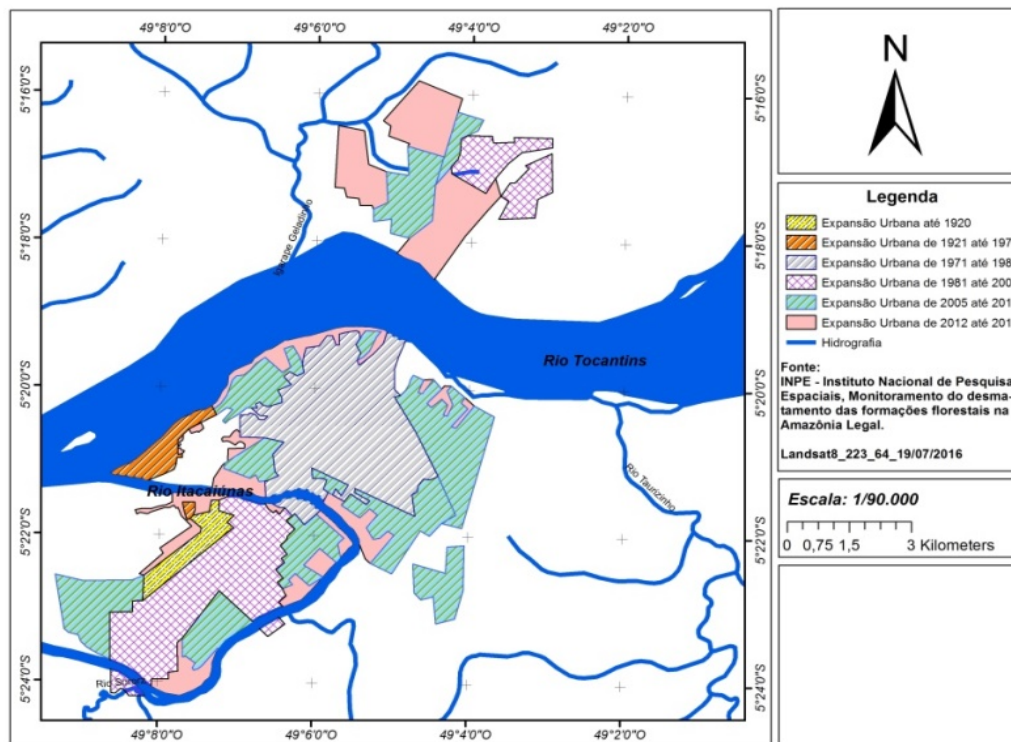 49°8'0"O 49°6'0"O 49°4'0"O 49°2'0"O
5°16'0"S 5°16'0"S
5°18'0"S 5°18'0"S
5°20'0"S 5°20'0"S
5°22'0"S 5°22'0"S
5°24'0"S 5°24'0"S
Igarape Geladinho
Rio Tocantins
Rio Itacaiúnas
Rio Taurizinho
Rio
49°8'0"O 49°6'0"O 49°4'0"O 49°2'0"O
N
Legenda
Expansão Urbana até 1920
Expansão Urbana de 1921 até 197
Expansão Urbana de 1971 até 198
Expansão Urbana de 1981 até 200
Expansão Urbana de 2005 até 201
Expansão Urbana de 2012 até 201
Hidrografia
Fonte:
INPE - Instituto Nacional de Pesquisa
Espaciais, Monitoramento do desma-
tamento das formações florestais na
Amazônia Legal.
Landsat8_223_64_19/07/2016
Escala: 1/90.000
0 0,75 1,5 3 Kilometers